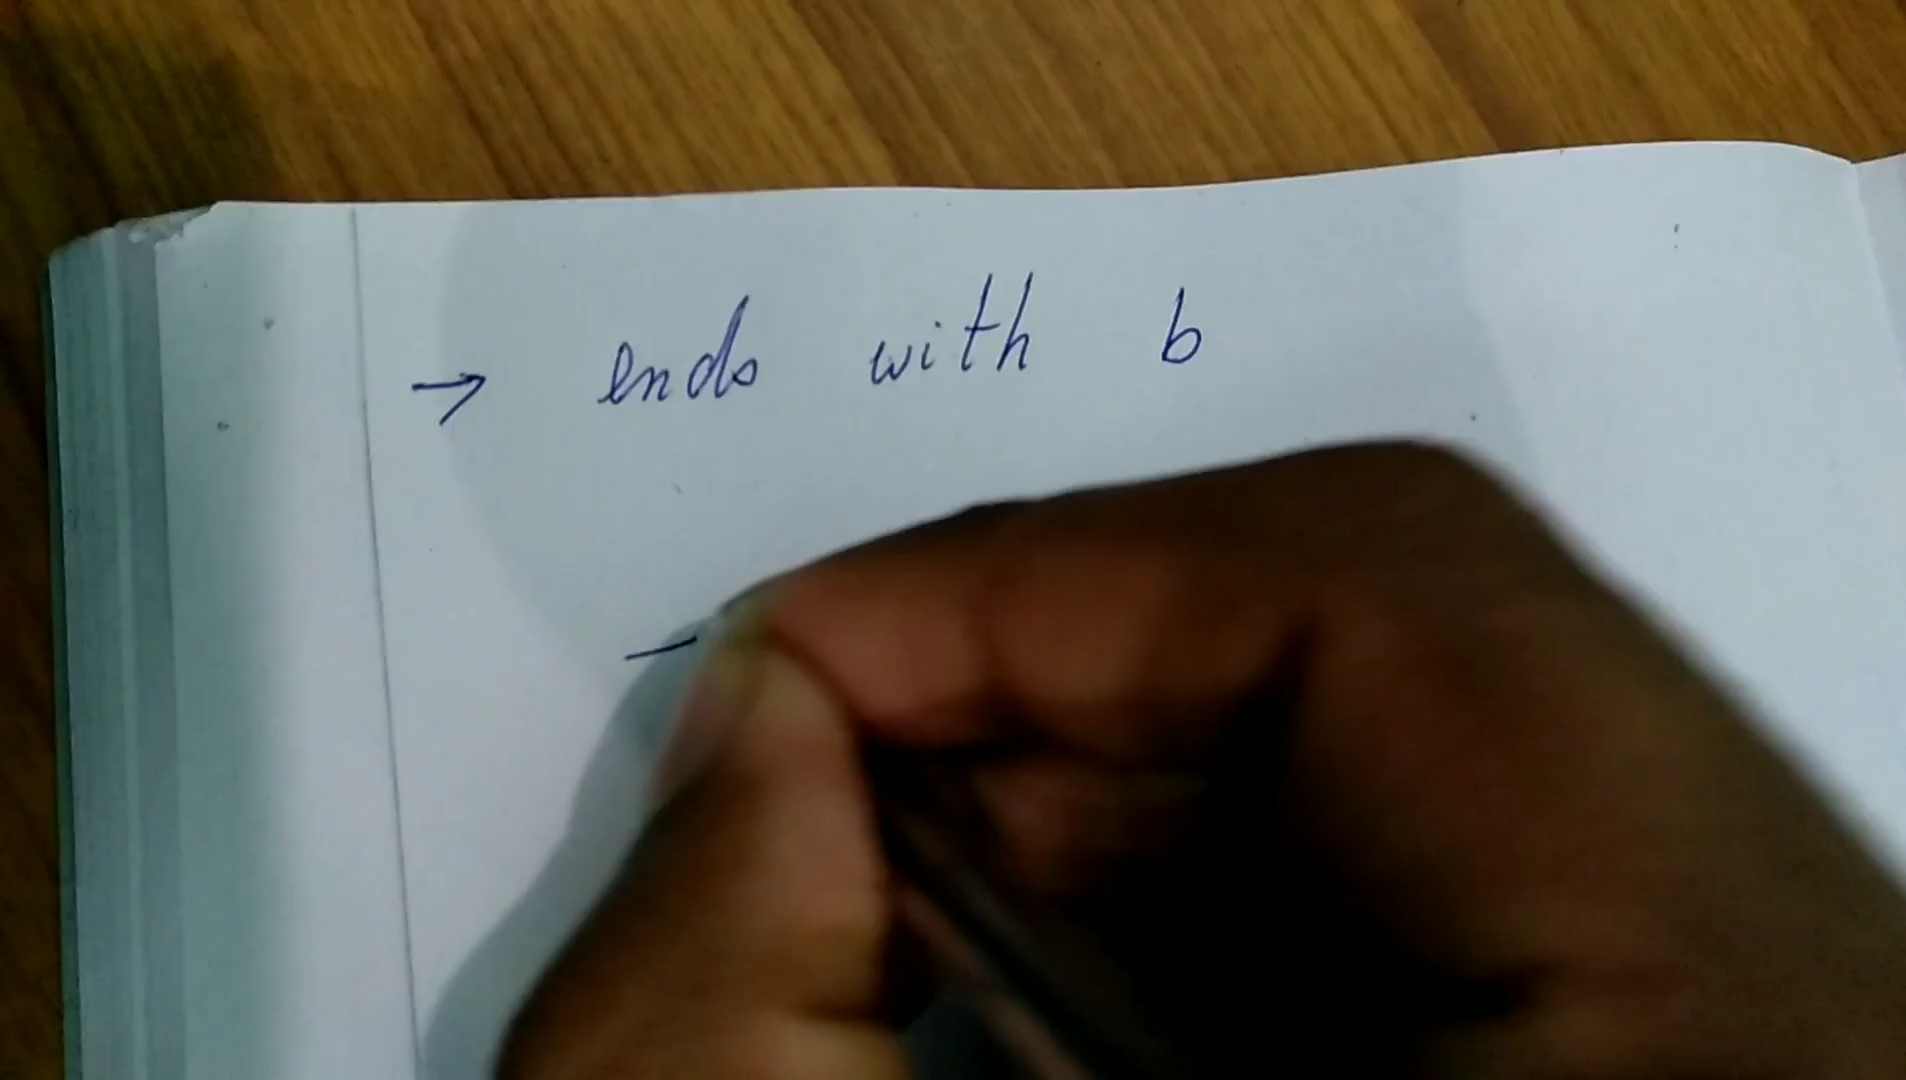 → ends with b